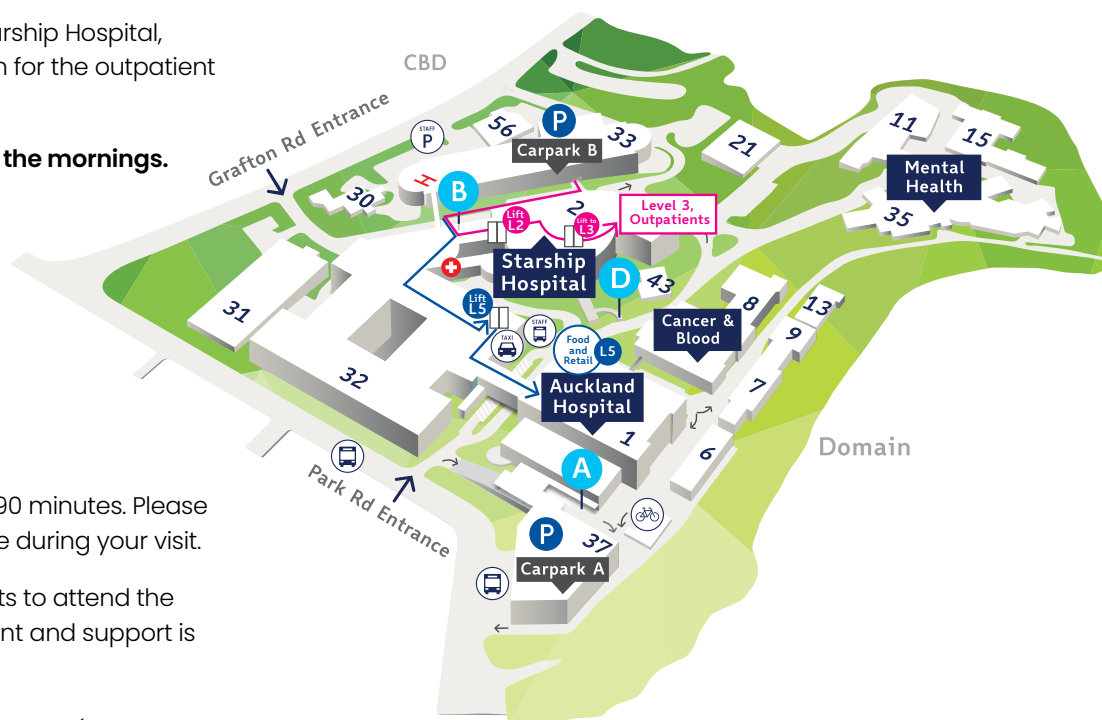 arship Hospital,
n for the outpatient
the mornings.
90 minutes. Please
e during your visit.
ts to attend the
nt and support is
CBD
Grafton Rd Entrance
STAFF
P
56
P
Carpark B
33
21
11
15
Mental
Health
35
30
H
B
2
Lift
L2
Lift to
L3
Level 3,
Outpatients
Starship
Hospital
D
43
31
Lift
L5
TAXI
STAFF
Food
and
Retail
L5
Cancer &
Blood
8
13
9
7
32
Auckland
Hospital
1
6
Domain
A
Park Rd Entrance
P
37
Carpark A